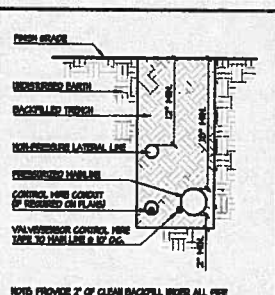 FINISH GRADE
UNDISTURBED EARTH
BACKFILLED TRENCH
NON-PRESSURE LATERAL LINE
PRESSURIZED MAINLINE
CONTROL WIRE CONDUIT
(IF REQUIRED ON PLANS)
VALVE/SENSOR CONTROL WIRE
TAPE TO MAIN LINE @ 10' O.C.
12" MIN.
MIN.
2" MIN.
NOTE: PROVIDE 2" OF CLEAN BACKFILL UNDER ALL PIPE